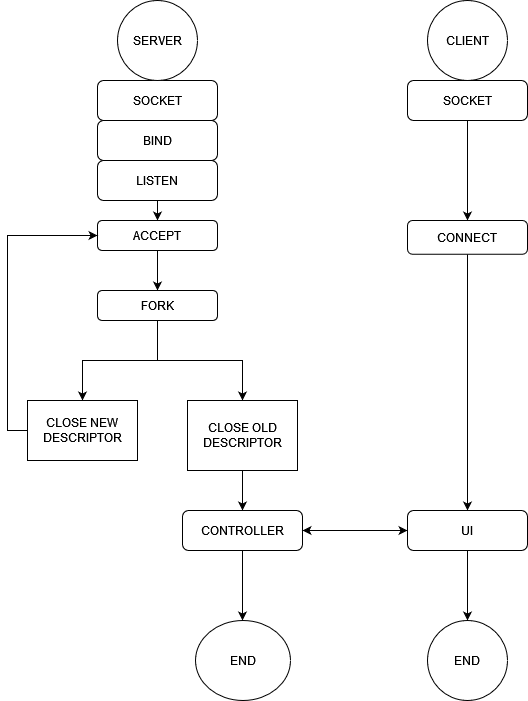 SERVER
CLIENT
SOCKET
SOCKET
BIND
LISTEN
ACCEPT
CONNECT
FORK
CLOSE NEW
DESCRIPTOR
CLOSE OLD
DESCRIPTOR
CONTROLLER
UI
END
END